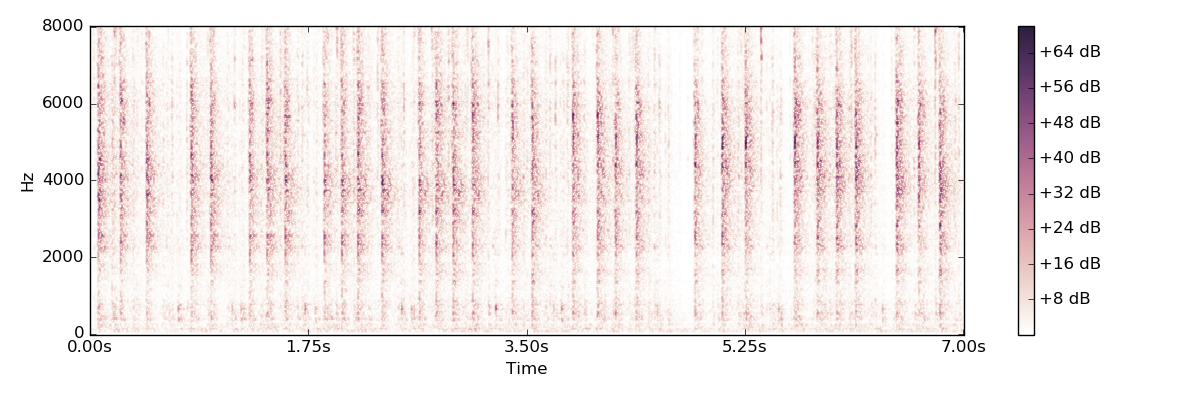 8000
6000
4000
2000
0
Hz
0.00s 1.75s 3.50s 5.25s 7.00s
Time
+64 dB
+56 dB
+48 dB
+40 dB
+32 dB
+24 dB
+16 dB
+8 dB